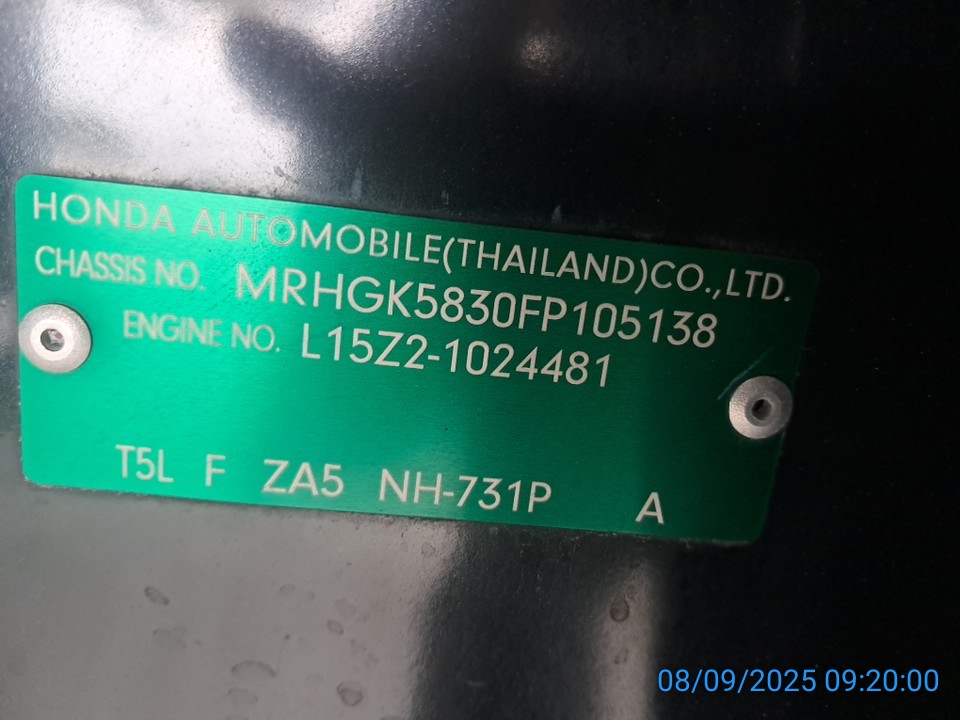 HONDA AUTOMOBILE(THAILAND)CO.,LTD.
CHASSIS NO. MRHGK5830FP105138
ENGINE NO. L15Z2-1024481
T5L F ZA5 NH-731P A
08/09/2025 09:20:00